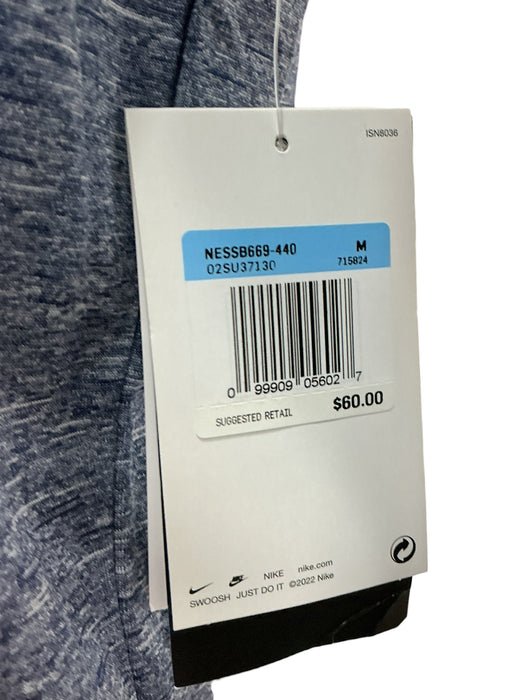 ISN8036
NESSB669-440 M
02SU37130 715824
0 99909 05602 7
SUGGESTED RETAIL $60.00
NIKE nike.com
SWOOSH JUST DO IT ©2022 Nike